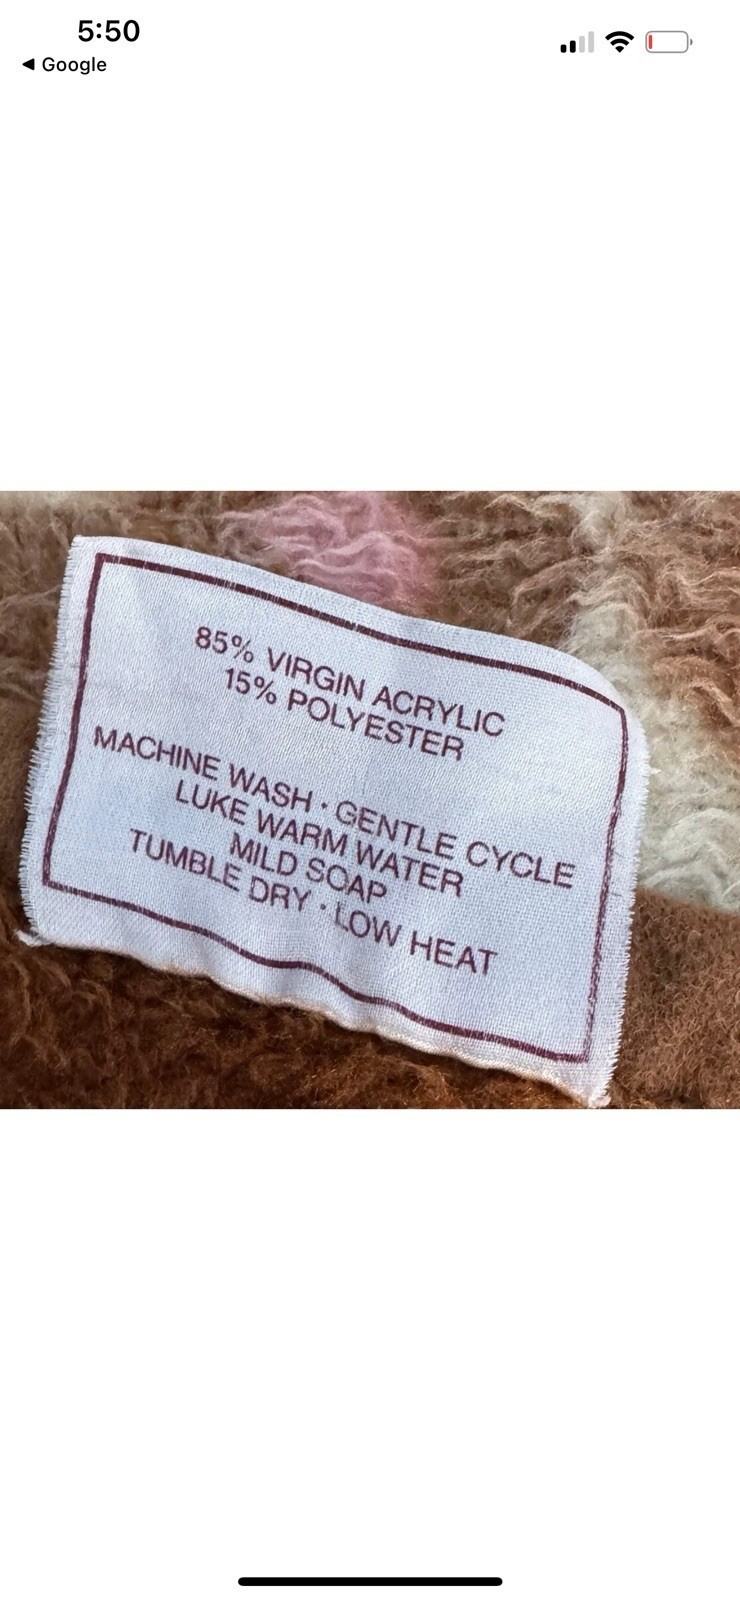 5:50
◀ Google
85% VIRGIN ACRYLIC
15% POLYESTER
MACHINE WASH · GENTLE CYCLE
LUKE WARM WATER
MILD SOAP
TUMBLE DRY · LOW HEAT